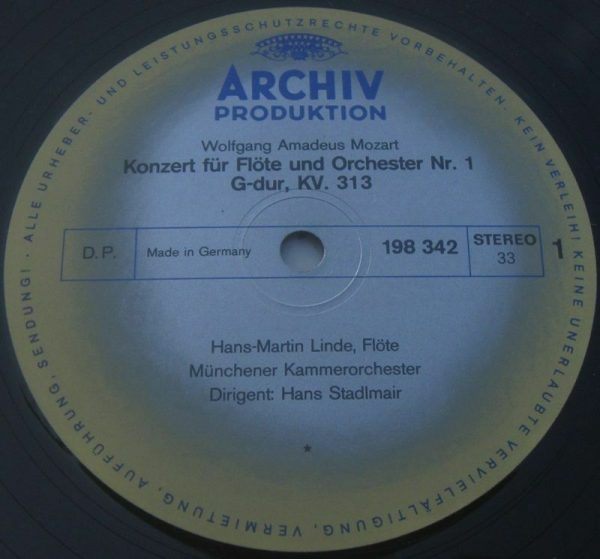 ARCHIV
PRODUKTION
Wolfgang Amadeus Mozart
Konzert für Flöte und Orchester Nr. 1
G-dur, KV. 313
D.P. Made in Germany 198 342 STEREO 33 1
Hans-Martin Linde, Flöte
Münchener Kammerorchester
Dirigent: Hans Stadlmair
*
ALLE URHEBER- UND LEISTUNGSSCHUTZRECHTE VORBEHALTEN. KEIN VERLEIH! KEINE UNERLAUBTE VERVIELFÄLTIGUNG, VERMIETUNG, AUFFÜHRUNG, SENDUNG!